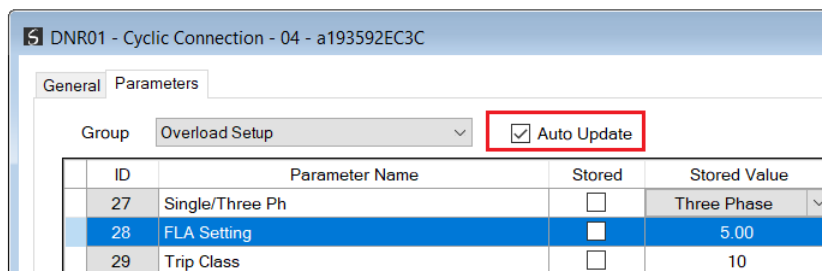 DNR01 - Cyclic Connection - 04 - a193592EC3C
General Parameters
Group Overload Setup Auto Update
ID Parameter Name Stored Stored Value
27 Single/Three Ph Three Phase
28 FLA Setting 5.00
29 Trip Class 10